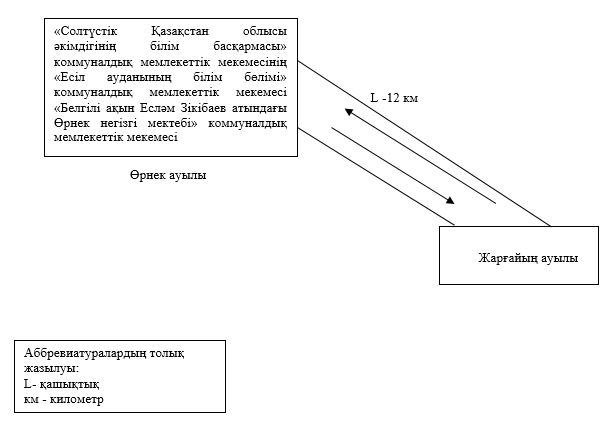 «Солтүстік Қазақстан облысы
әкімдігінің білім басқармасы»
коммуналдық мемлекеттік мекемесінің
«Есіл ауданының білім бөлімі»
коммуналдық мемлекеттік мекемесі
«Белгілі ақын Есләм Зікібаев атындағы
Өрнек негізгі мектебі» коммуналдық
мемлекеттік мекемесі
L -12 км
Өрнек ауылы
Жарғайың ауылы
Аббревиатуралардың толық
жазылуы:
L- қашықтық
км - километр